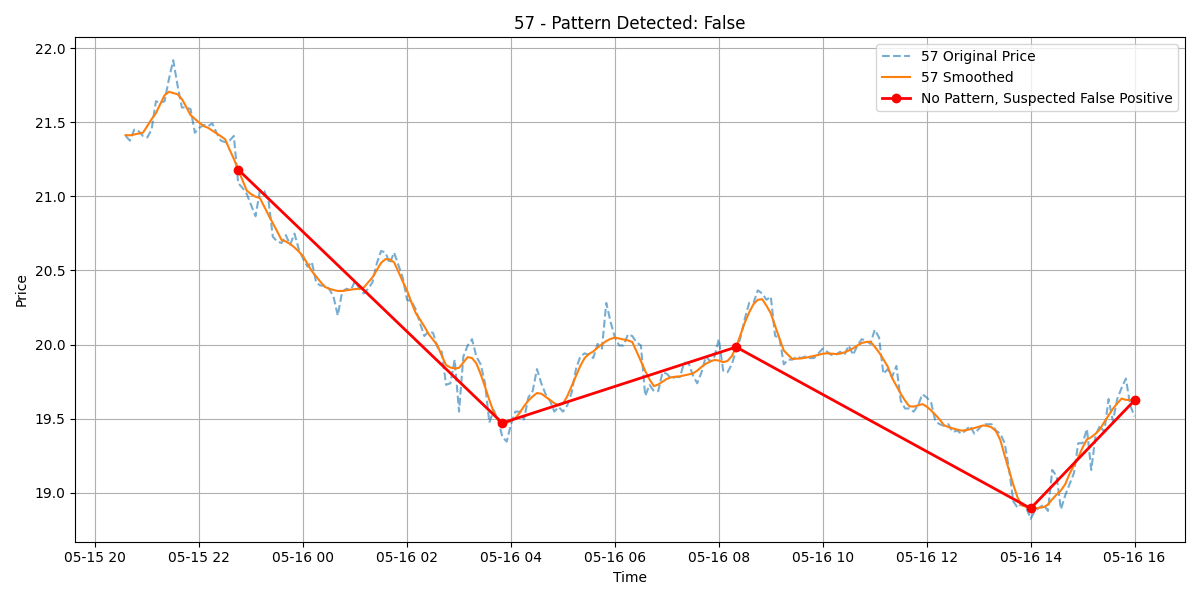 57 - Pattern Detected: False
57 Original Price
57 Smoothed
No Pattern, Suspected False Positive
Price
22.0
21.5
21.0
20.5
20.0
19.5
19.0
05-15 20 05-15 22 05-16 00 05-16 02 05-16 04 05-16 06 05-16 08 05-16 10 05-16 12 05-16 14 05-16 16
Time